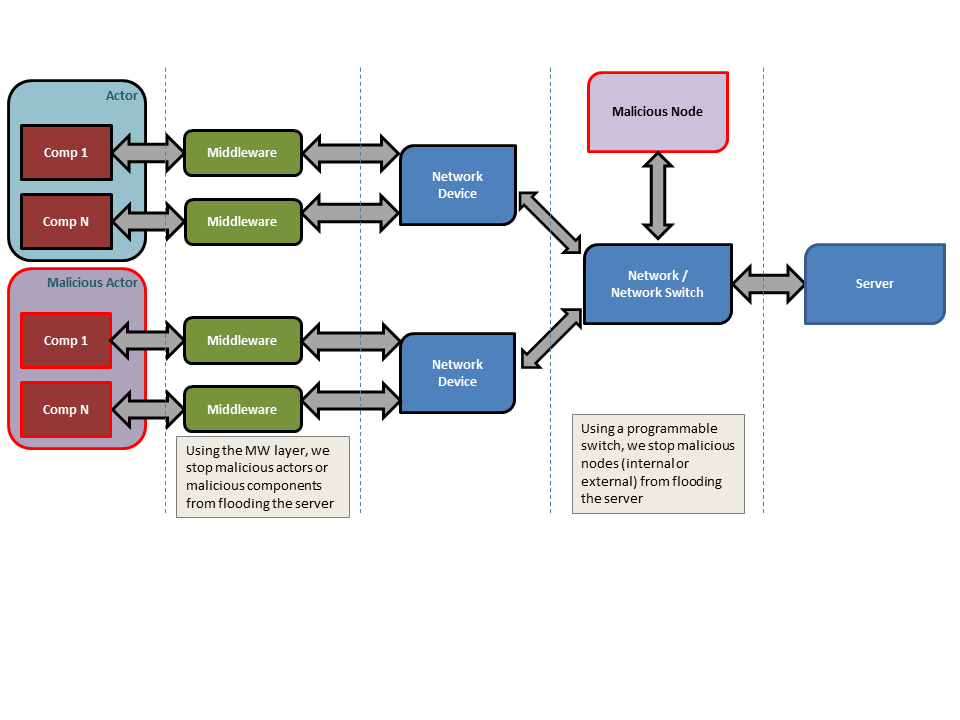 Actor
Comp 1
Comp N
Middleware
Middleware
Network
Device
Malicious Node
Network /
Network Switch
Server
Malicious Actor
Comp 1
Comp N
Middleware
Middleware
Network
Device
Using the MW layer, we
stop malicious actors or
malicious components
from flooding the server
Using a programmable
switch, we stop malicious
nodes (internal or
external) from flooding
the server